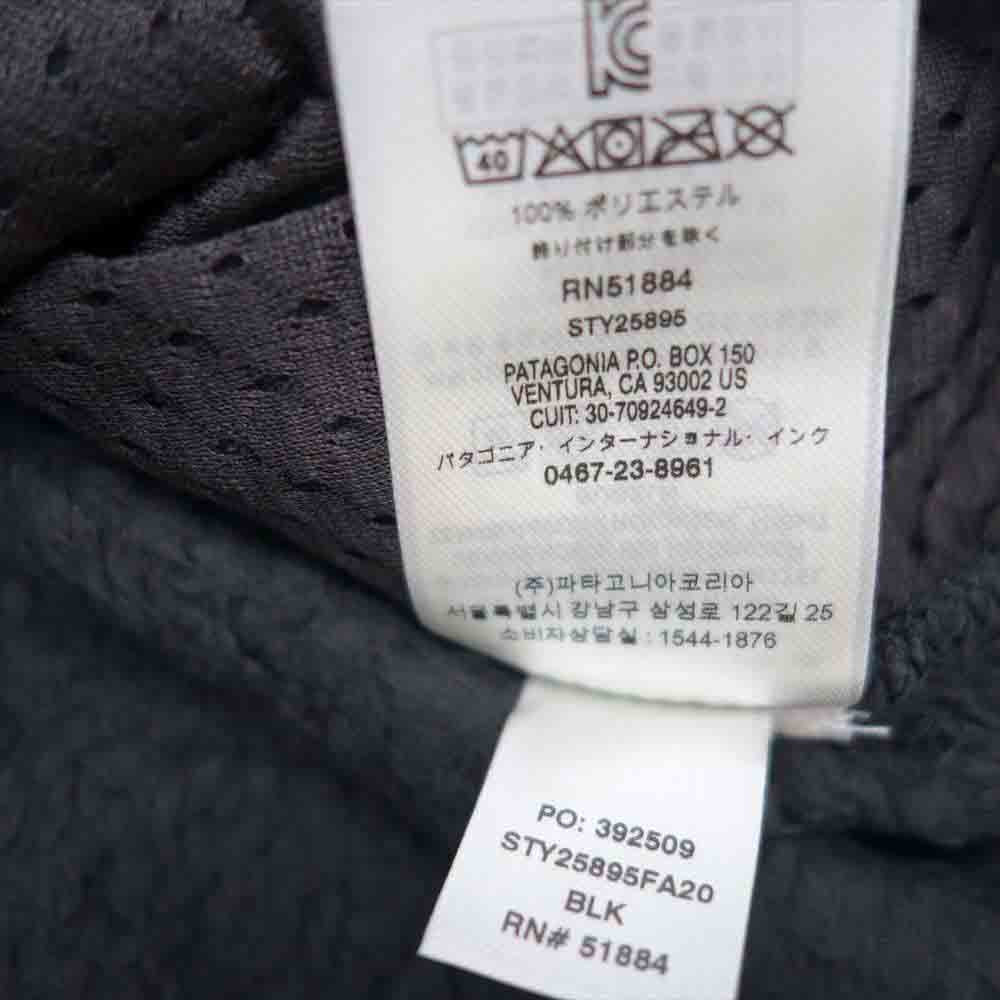 40
100% ポリエステル
飾り付け部分を除く
RN51884
STY25895
PATAGONIA P.O. BOX 150
VENTURA, CA 93002 US
CUIT: 30-70924649-2
パタゴニア・インターナショナル・インク
0467-23-8961
(주)파타고니아코리아
서울특별시 강남구 삼성로 122길 25
소비자상담실 : 1544-1876
PO: 392509
STY25895FA20
BLK
RN# 51884